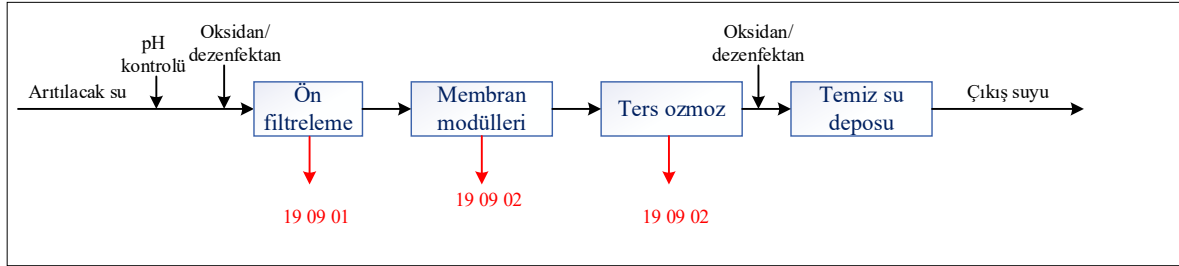 Arıtılacak su
pH
kontrolü
Oksidan/
dezenfektan
Ön
filtreleme
Membran
modülleri
Ters ozmoz
Oksidan/
dezenfektan
Temiz su
deposu
Çıkış suyu
19 09 01
19 09 02
19 09 02